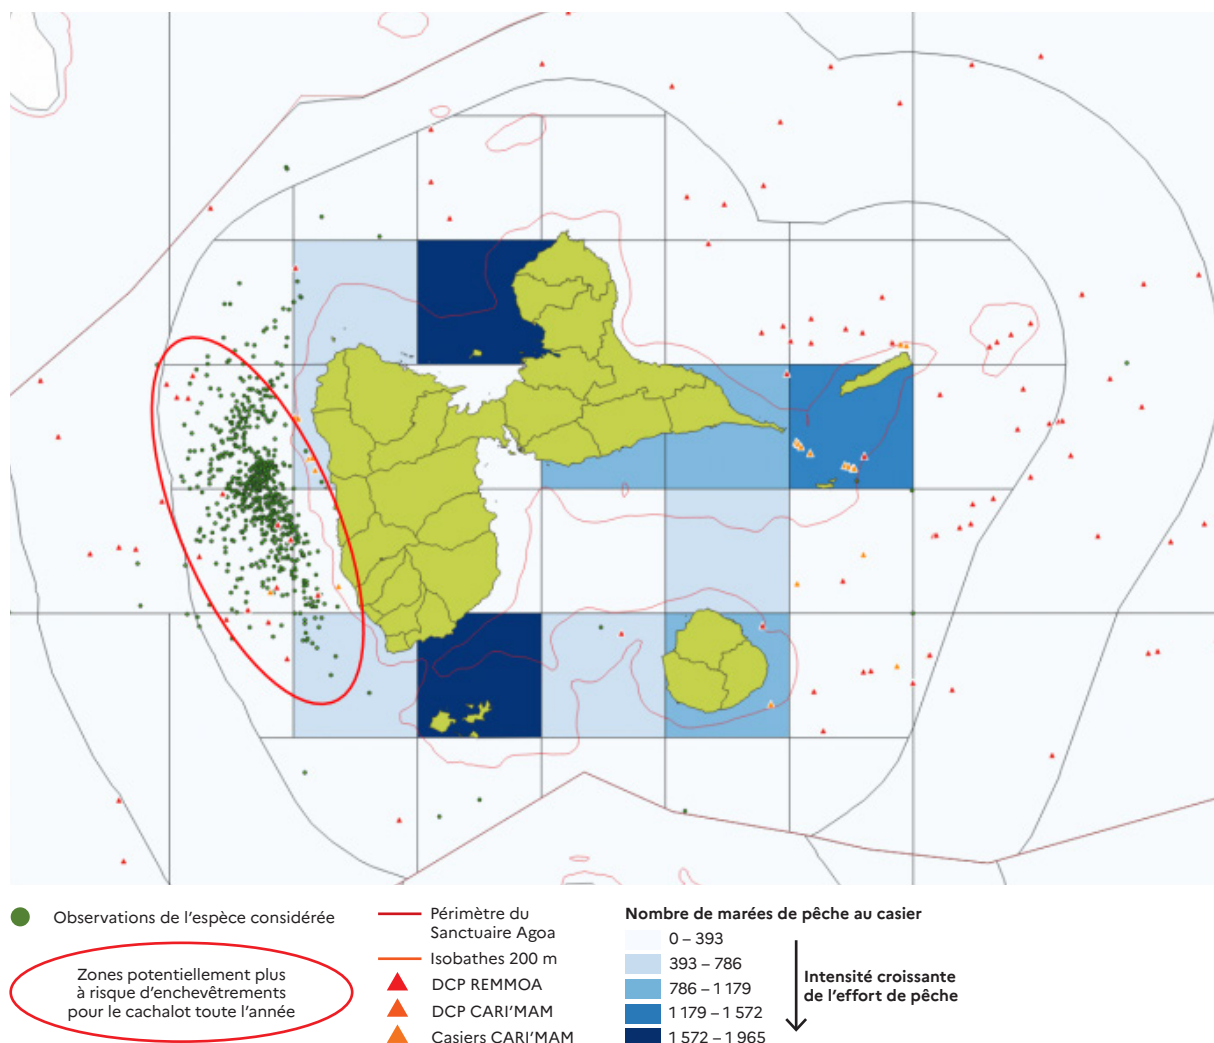 Observations de l'espèce considérée
Zones potentiellement plus
à risque d'enchevêtrements
pour le cachalot toute l'année
Périmètre du
Sanctuaire Agoa
Isobathes 200 m
DCP REMMOA
DCP CARI'MAM
Casiers CARI'MAM
Nombre de marées de pêche au casier
0 – 393
393 – 786
786 – 1 179
1 179 – 1 572
1 572 – 1 965
Intensité croissante
de l'effort de pêche